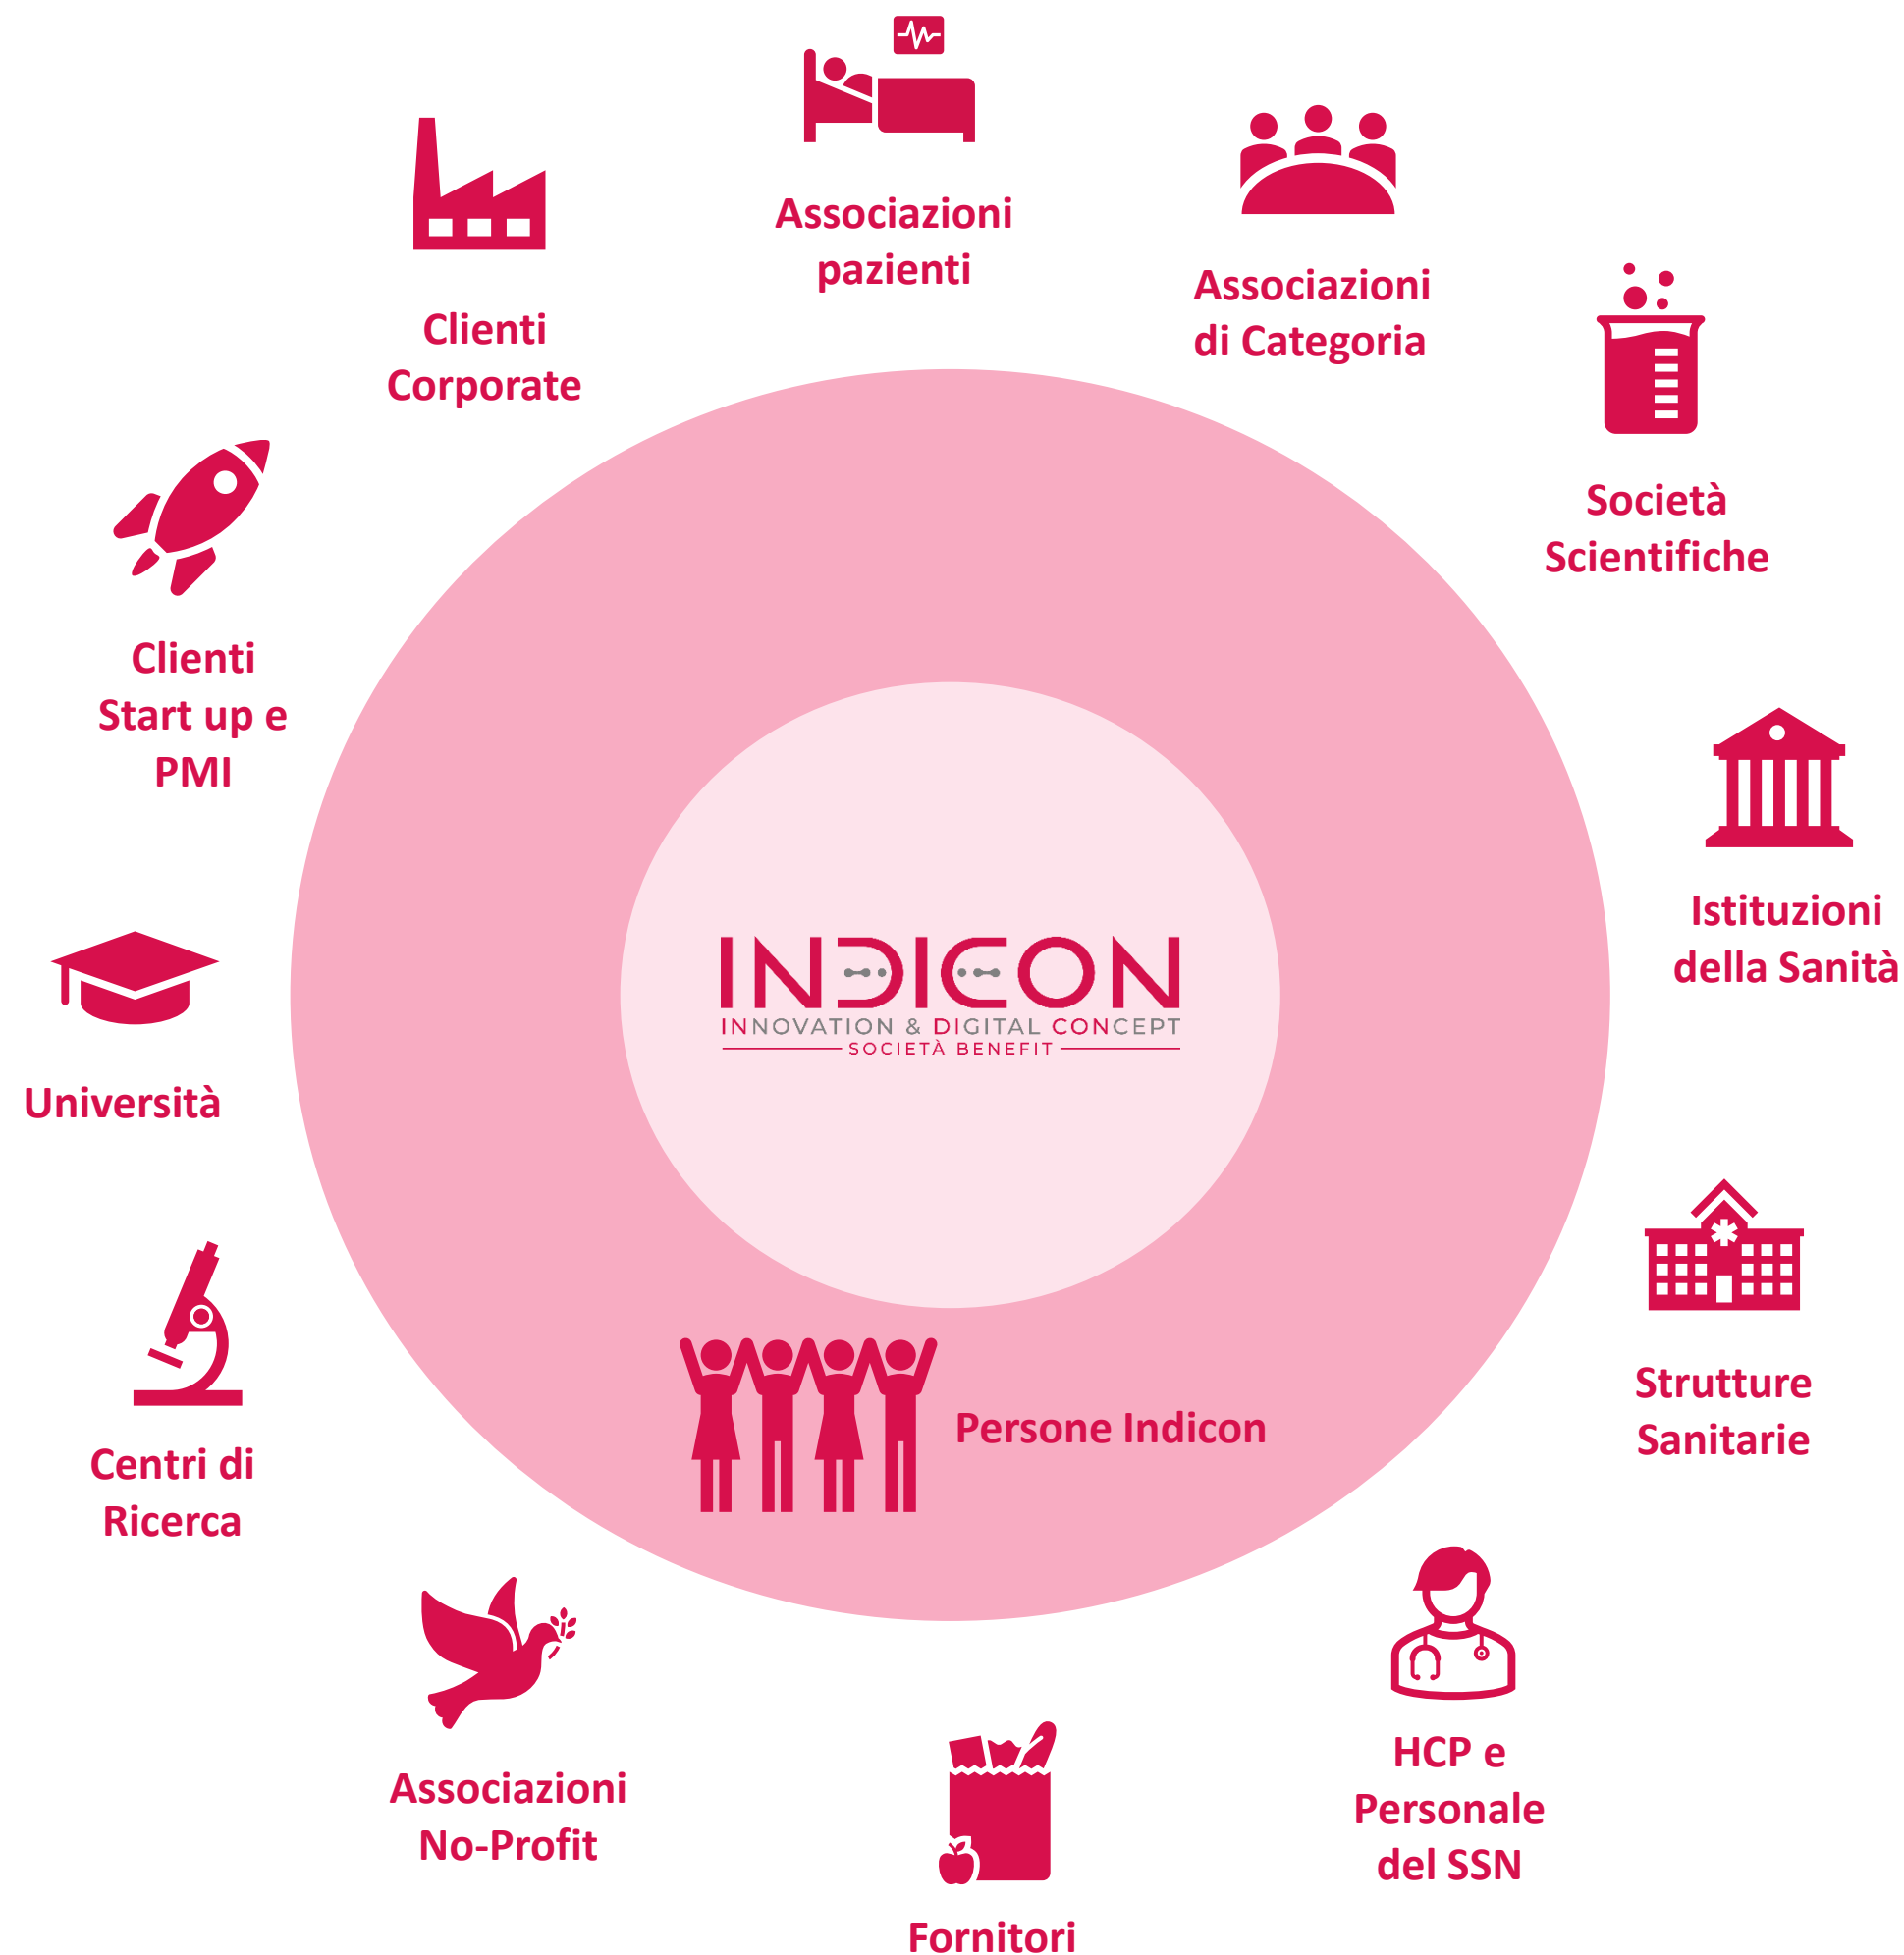 Associazioni
pazienti
Associazioni
di Categoria
Società
Scientifiche
Istituzioni
della Sanità
Strutture
Sanitarie
HCP e
Personale
del SSN
Fornitori
Associazioni
No-Profit
Centri di
Ricerca
Università
Clienti
Start up e
PMI
Clienti
Corporate
INDICON
INNOVATION & DIGITAL CONCEPT
SOCIETÀ BENEFIT
Persone Indicon